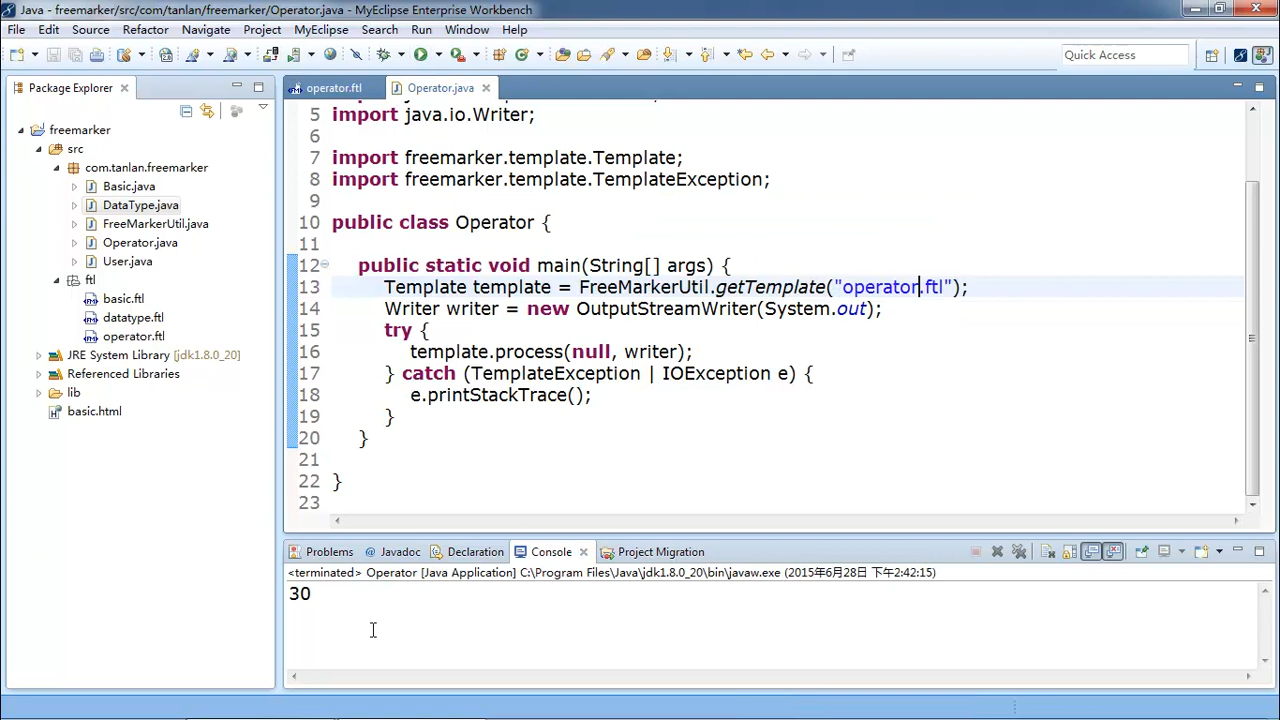 Java - freemarker/src/com/tanlan/freemarker/Operator.java - MyEclipse Enterprise Workbench
File Edit Source Refactor Navigate Project MyEclipse Search Run Window Help
Quick Access
Package Explorer
operator.ftl
Operator.java
freemarker
src
com.tanlan.freemarker
Basic.java
DataType.java
FreeMarkerUtil.java
Operator.java
User.java
ftl
basic.ftl
datatype.ftl
operator.ftl
JRE System Library [jdk1.8.0_20]
Referenced Libraries
lib
basic.html
5 import java.io.Writer;
6
7 import freemarker.template.Template;
8 import freemarker.template.TemplateException;
9
10 public class Operator {
11
12 public static void main(String[] args) {
13 Template template = FreeMarkerUtil.getTemplate("operator.ftl");
14 Writer writer = new OutputStreamWriter(System.out);
15 try {
16 template.process(null, writer);
17 } catch (TemplateException | IOException e) {
18 e.printStackTrace();
19 }
20 }
21
22 }
23
Problems @ Javadoc Declaration Console Project Migration
<terminated> Operator [Java Application] C:\Program Files\Java\jdk1.8.0_20\bin\javaw.exe (2015年6月28日 下午2:42:15)
30